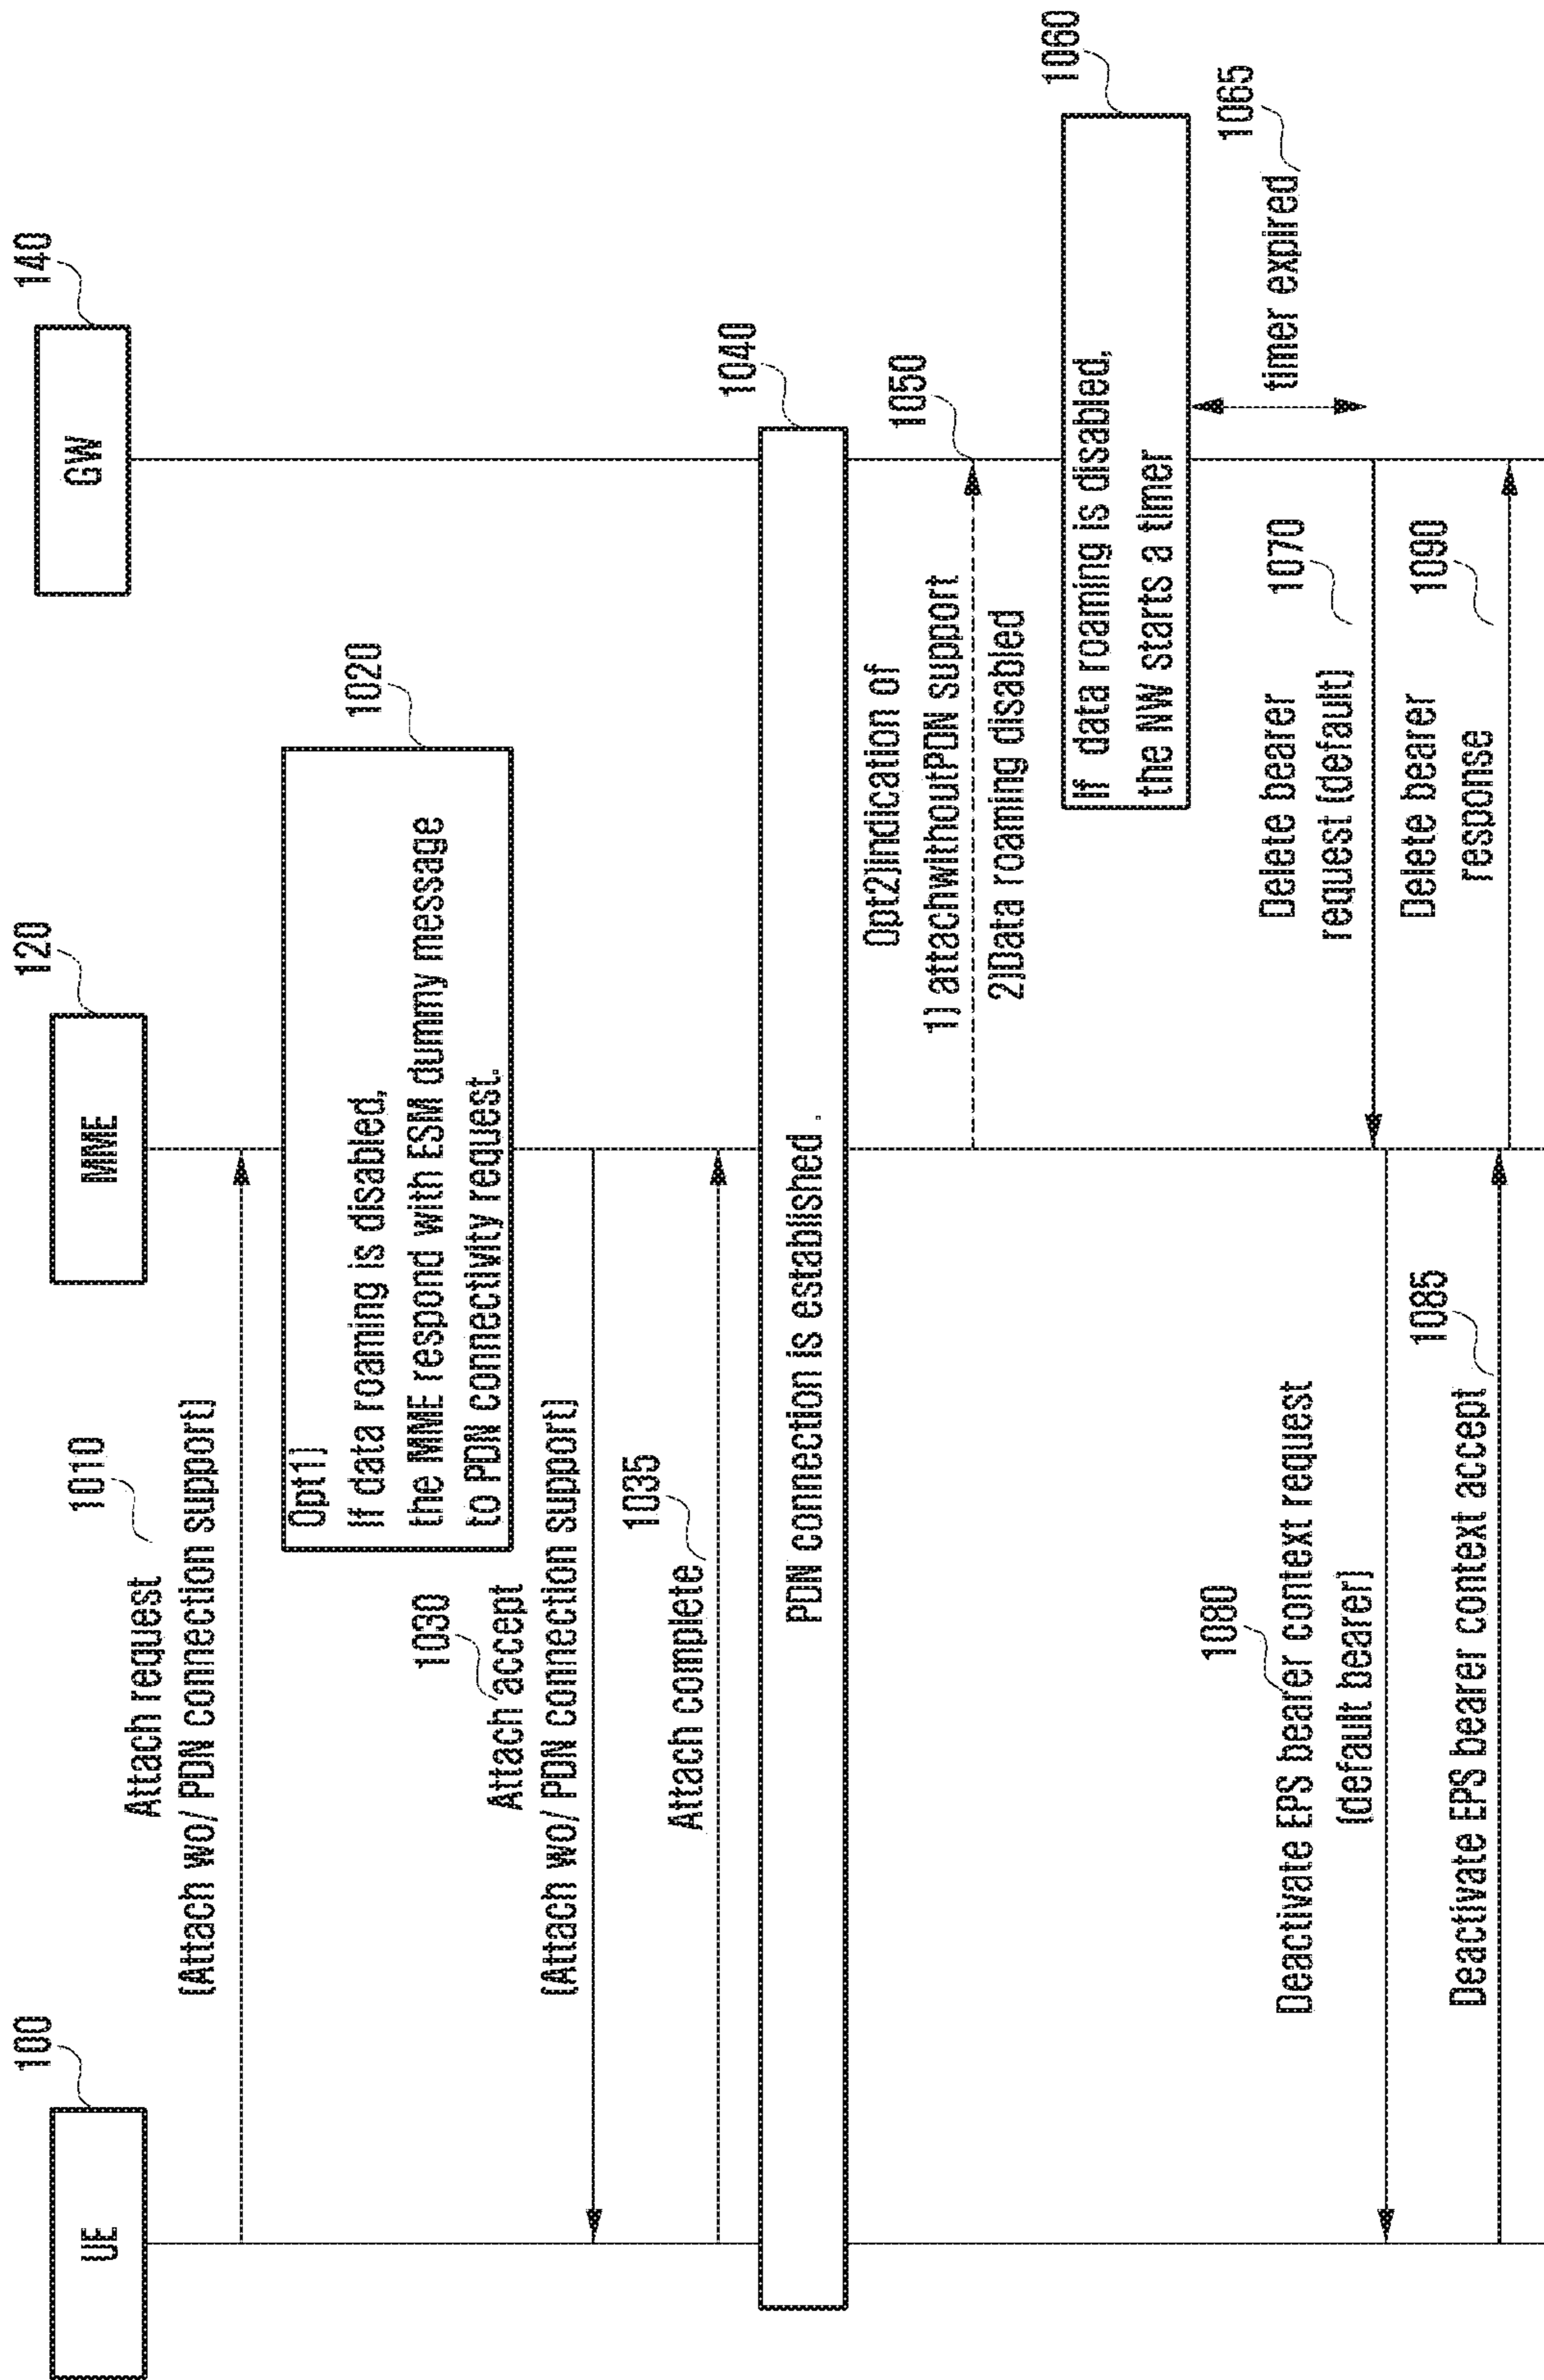 100
UE
120
MME
140
GW
1010
Attach request
(Attach wo/ PDN connection support)
1020
Opt1)
If data roaming is disabled,
the MME respond with ESM dummy message
to PDN connectivity request.
1030
Attach accept
(Attach wo/ PDN connection support)
1035
Attach complete
1040
PDN connection is established .
1050
Opt2)indication of
1) attachwithoutPDN support
2)Data roaming disabled
1060
If data roaming is disabled,
the NW starts a timer
1065
timer expired
1070
Delete bearer
request (default)
1080
Deactivate EPS bearer context request
(default bearer)
1085
Deactivate EPS bearer context accept
1090
Delete bearer
response